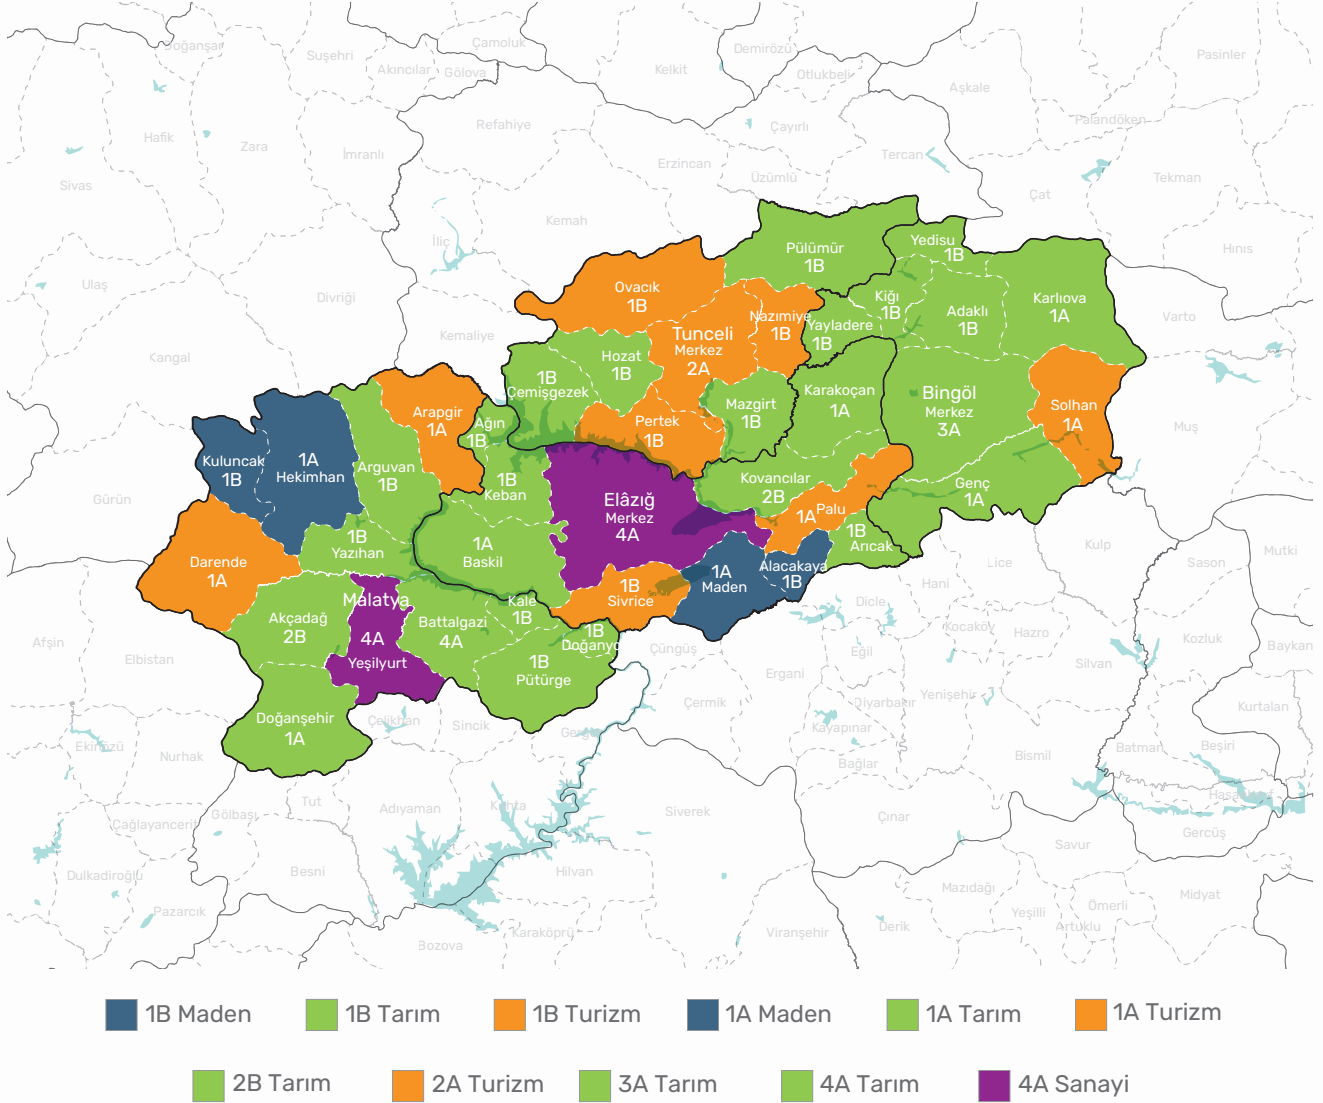 Doğanşar
Suşehri
Çamoluk
Akıncılar
Gölova
Kelkit
Demirözü
Otlukbeli
Pasinler
Aşkale
Hafik
Zara
İmranlı
Refahiye
Çayırlı
Palandöken
Sivas
Erzincan
Üzümlü
Tercan
Çat
Tekman
Kemah
İliç
Hınıs
Ulaş
Divriği
Kemaliye
Varto
Kangal
Gürün
Muş
Pülümür
1B
Yedisu
1B
Ovacık
1B
Kiğı
1B
Adaklı
1B
Karlıova
1A
Nazımiye
1B
Yayladere
1B
Tunceli
Merkez
2A
Hozat
1B
1B
Çemişgezek
Mazgirt
1B
Karakoçan
1A
Bingöl
Merkez
3A
Solhan
1A
Pertek
1B
Arapgir
1A
Ağın
1B
Kuluncak
1B
1A
Hekimhan
Arguvan
1B
1B
Keban
Elâzığ
Merkez
4A
Kovancılar
2B
1A Palu
Genç
1A
1B
Arıcak
1B
Yazıhan
1A
Baskil
Darende
1A
1A
Maden
Alacakaya
1B
1B
Sivrice
Akçadağ
2B
Malatya
4A
Yeşilyurt
Battalgazi
4A
Kale
1B
1B
Doğanyo
1B
Pütürge
Doğanşehir
1A
Kulp
Lice
Hani
Mutki
Sason
Dicle
Kocaköy
Hazro
Kozluk
Baykan
Silvan
Eğil
Ergani
Çüngüş
Çermik
Yenişehir
Diyarbakır
Kayapınar
Bağlar
Kurtalan
Batman
Beşiri
Bismil
Hasankeyf
Gercüş
Afşin
Elbistan
Ekinözü
Nurhak
Çelikhan
Sincik
Gerger
Tut
Adıyaman
Kahta
Siverek
Çınar
Savur
Gölbaşı
Çağlayancerit
Besni
Hilvan
Dulkadiroğlu
Pazarcık
Bozova
Karaköprü
Viranşehir
Derik
Mazıdağı
Yeşilli
Ömerli
Artuklu
Midyat
1B Maden
1B Tarım
1B Turizm
1A Maden
1A Tarım
1A Turizm
2B Tarım
2A Turizm
3A Tarım
4A Tarım
4A Sanayi